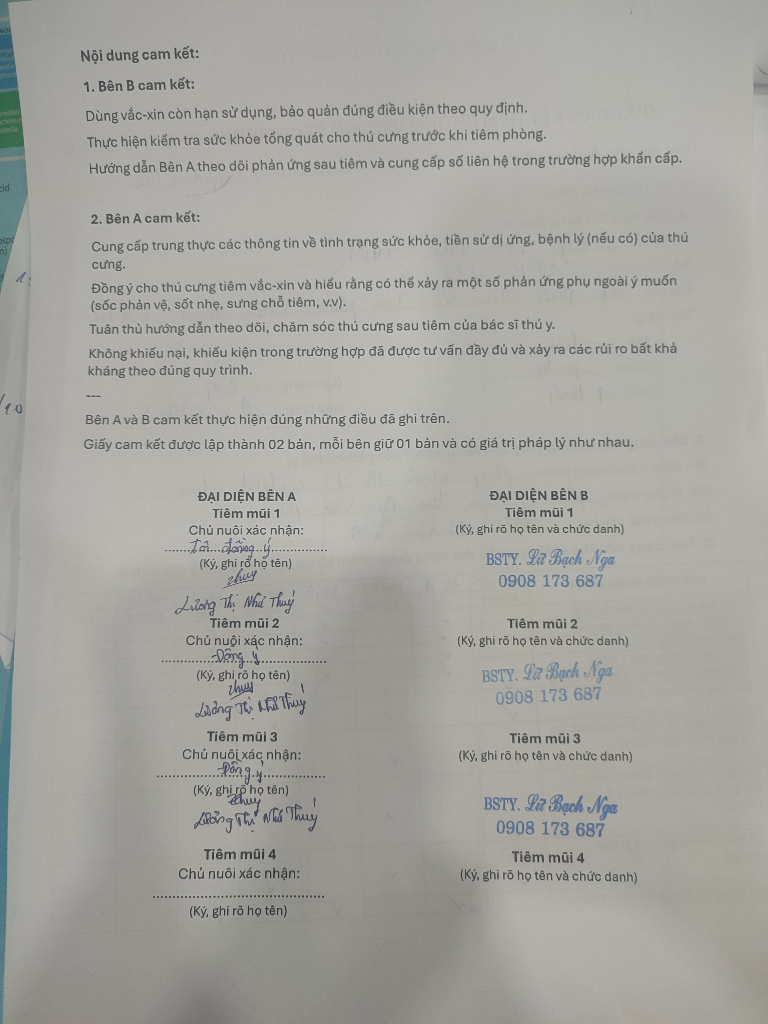 Nội dung cam kết:
1. Bên B cam kết:
Dùng vắc-xin còn hạn sử dụng, bảo quản đúng điều kiện theo quy định.
Thực hiện kiểm tra sức khỏe tổng quát cho thú cưng trước khi tiêm phòng.
Hướng dẫn Bên A theo dõi phản ứng sau tiêm và cung cấp số liên hệ trong trường hợp khẩn cấp.
2. Bên A cam kết:
Cung cấp trung thực các thông tin về tình trạng sức khỏe, tiền sử dị ứng, bệnh lý (nếu có) của thú
cưng.
Đồng ý cho thú cưng tiêm vắc-xin và hiểu rằng có thể xảy ra một số phản ứng phụ ngoài ý muốn
(sốc phản vệ, sốt nhẹ, sưng chỗ tiêm, v.v).
Tuân thủ hướng dẫn theo dõi, chăm sóc thú cưng sau tiêm của bác sĩ thú y.
Không khiếu nại, khiếu kiện trong trường hợp đã được tư vấn đầy đủ và xảy ra các rủi ro bất khả
kháng theo đúng quy trình.
---
Bên A và B cam kết thực hiện đúng những điều đã ghi trên.
Giấy cam kết được lập thành 02 bản, mỗi bên giữ 01 bản và có giá trị pháp lý như nhau.
ĐẠI DIỆN BÊN A
Tiêm mũi 1
Chủ nuôi xác nhận:
Tôi đồng ý
(Ký, ghi rõ họ tên)
Thuý
Lương Thị Như Thuý
Tiêm mũi 2
Chủ nuôi xác nhận:
Đồng ý
(Ký, ghi rõ họ tên)
Thuý
Lương Thị Như Thuý
Tiêm mũi 3
Chủ nuôi xác nhận:
Đồng ý
(Ký, ghi rõ họ tên)
Thuý
Lương Thị Như Thuý
Tiêm mũi 4
Chủ nuôi xác nhận:
(Ký, ghi rõ họ tên)
ĐẠI DIỆN BÊN B
Tiêm mũi 1
(Ký, ghi rõ họ tên và chức danh)
BSTY. Lữ Bạch Nga
0908 173 687
Tiêm mũi 2
(Ký, ghi rõ họ tên và chức danh)
BSTY. Lữ Bạch Nga
0908 173 687
Tiêm mũi 3
(Ký, ghi rõ họ tên và chức danh)
BSTY. Lữ Bạch Nga
0908 173 687
Tiêm mũi 4
(Ký, ghi rõ họ tên và chức danh)